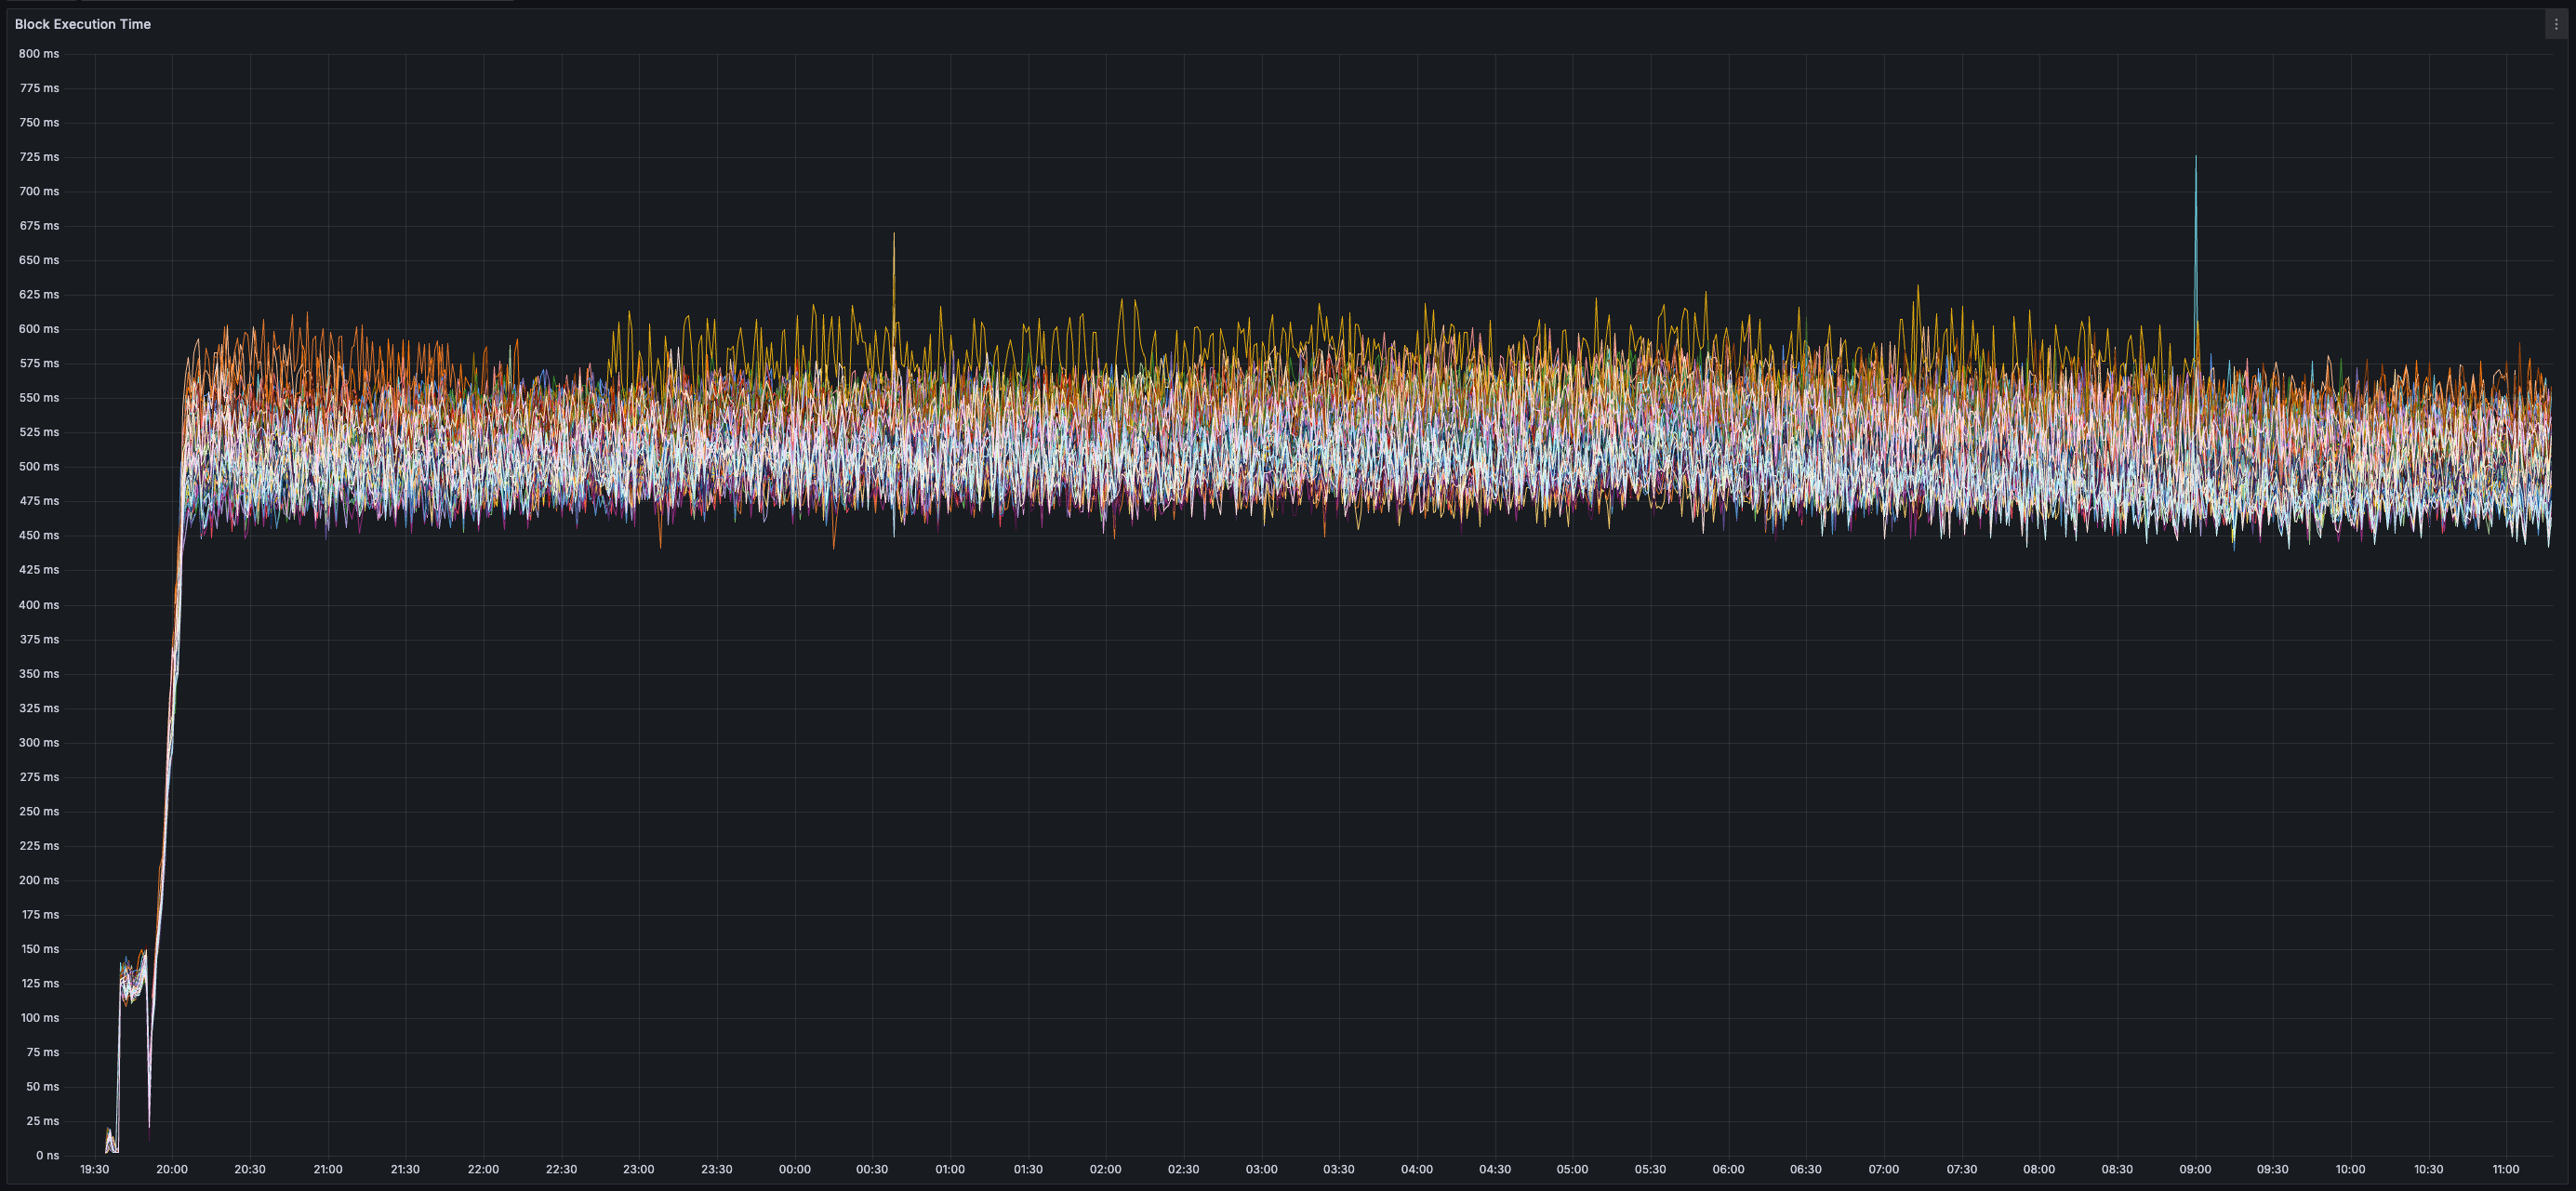 Block Execution Time
800 ms
775 ms
750 ms
725 ms
700 ms
675 ms
650 ms
625 ms
600 ms
575 ms
550 ms
525 ms
500 ms
475 ms
450 ms
425 ms
400 ms
375 ms
350 ms
325 ms
300 ms
275 ms
250 ms
225 ms
200 ms
175 ms
150 ms
125 ms
100 ms
75 ms
50 ms
25 ms
0 ns
19:30 20:00 20:30 21:00 21:30 22:00 22:30 23:00 23:30 00:00 00:30 01:00 01:30 02:00 02:30 03:00 03:30 04:00 04:30 05:00 05:30 06:00 06:30 07:00 07:30 08:00 08:30 09:00 09:30 10:00 10:30 11:00